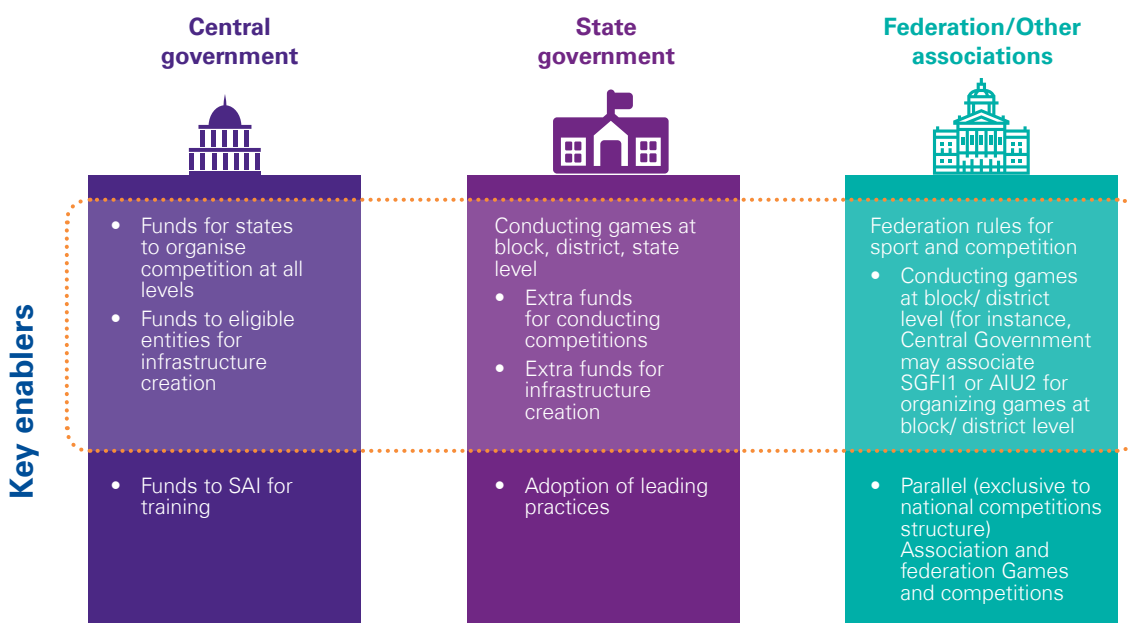 Central
government
State
government
Federation/Other
associations
Key enablers
• Funds for states
to organise
competition at all
levels
• Funds to eligible
entities for
infrastructure
creation
Conducting games at
block, district, state
level
• Extra funds
for conducting
competitions
• Extra funds for
infrastructure
creation
Federation rules for
sport and competition
• Conducting games
at block/ district
level (for instance,
Central Government
may associate
SGFI1 or AIU2 for
organizing games at
block/ district level
• Funds to SAI for
training
• Adoption of leading
practices
• Parallel (exclusive to
national competitions
structure)
Association and
federation Games
and competitions